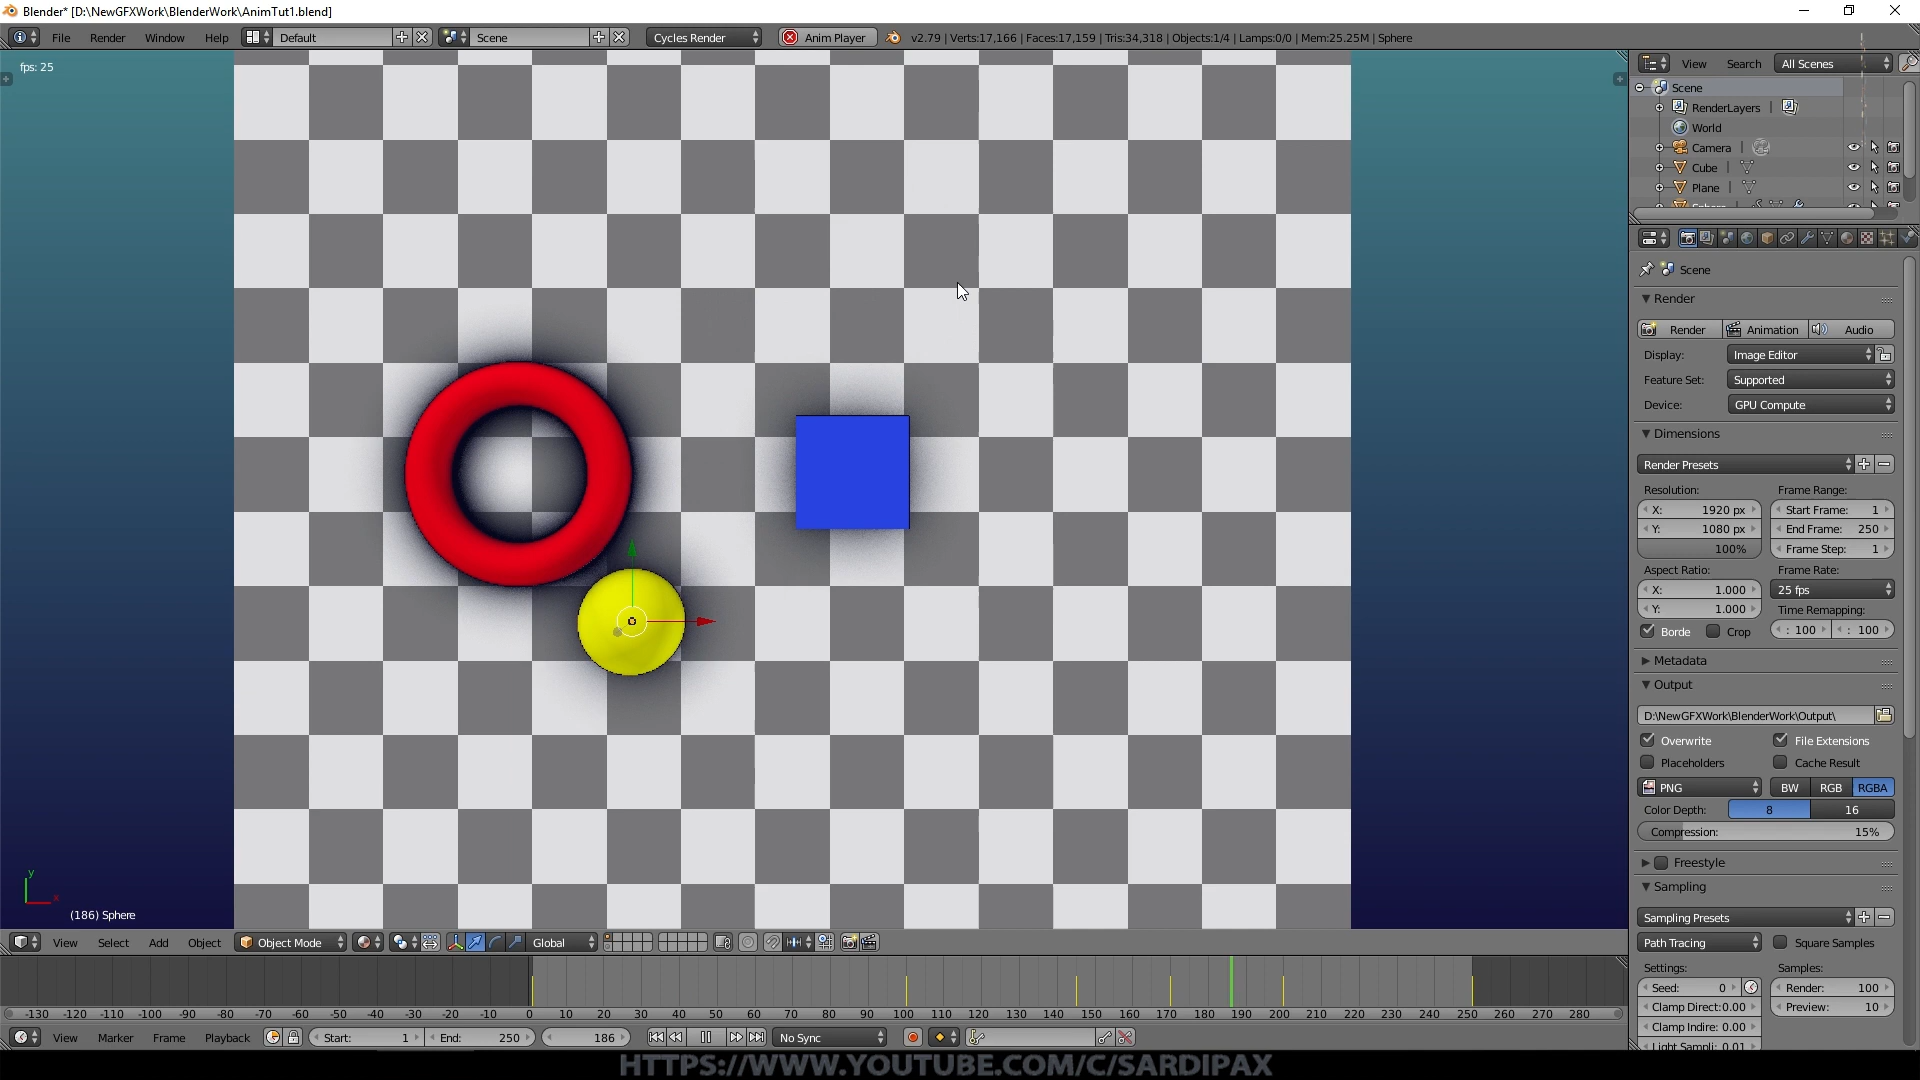 Blender* [D:\NewGFXWork\BlenderWork\AnimTut1.blend]
File Render Window Help Default Scene Cycles Render Anim Player v2.79 | Verts:17,166 | Faces:17,159 | Tris:34,318 | Objects:1/4 | Lamps:0/0 | Mem:25.25M | Sphere
fps: 25
View Search All Scenes
Scene
RenderLayers |
World
Camera |
Cube |
Plane |
Scene
Render
Render Animation Audio
Display: Image Editor
Feature Set: Supported
Device: GPU Compute
Dimensions
Render Presets
Resolution: Frame Range:
X: 1920 px Start Frame: 1
Y: 1080 px End Frame: 250
100% Frame Step: 1
Aspect Ratio: Frame Rate:
X: 1.000 25 fps
Y: 1.000 Time Remapping:
Borde Crop : 100 : 100
Metadata
Output
D:\NewGFXWork\BlenderWork\Output\
Overwrite File Extensions
Placeholders Cache Result
PNG BW RGB RGBA
Color Depth: 8 16
Compression: 15%
Freestyle
Sampling
Sampling Presets
Path Tracing Square Samples
Settings: Samples:
Seed: 0 Render: 100
Clamp Direct:0.00 Preview: 10
Clamp Indire: 0.00
Light Sampli: 0.01
y
x
(186) Sphere
View Select Add Object Object Mode Global
-130 -120 -110 -100 -90 -80 -70 -60 -50 -40 -30 -20 -10 0 10 20 30 40 50 60 70 80 90 100 110 120 130 140 150 160 170 180 190 200 210 220 230 240 250 260 270 280
View Marker Frame Playback Start: 1 End: 250 186 No Sync
HTTPS://WWW.YOUTUBE.COM/C/SARDIPAX